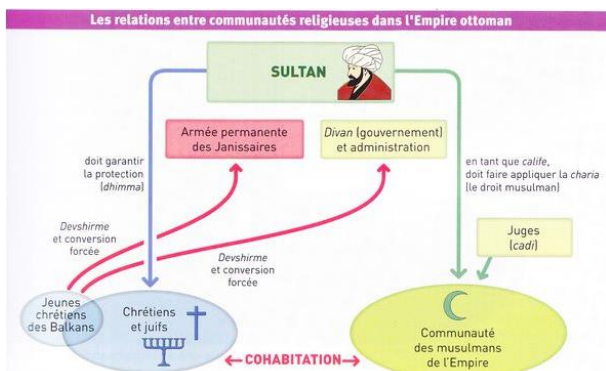 Les relations entre communautés religieuses dans l'Empire ottoman
SULTAN
Armée permanente
des Janissaires
Divan (gouvernement)
et administration
doit garantir
la protection
(dhimma)
en tant que calife,
doit faire appliquer la charia
(le droit musulman)
Devshirme
et conversion
forcée
Juges
(cadi)
Devshirme
et conversion
forcée
Jeunes
chrétiens
des Balkans
Chrétiens
et juifs
Communauté
des musulmans
de l'Empire
COHABITATION